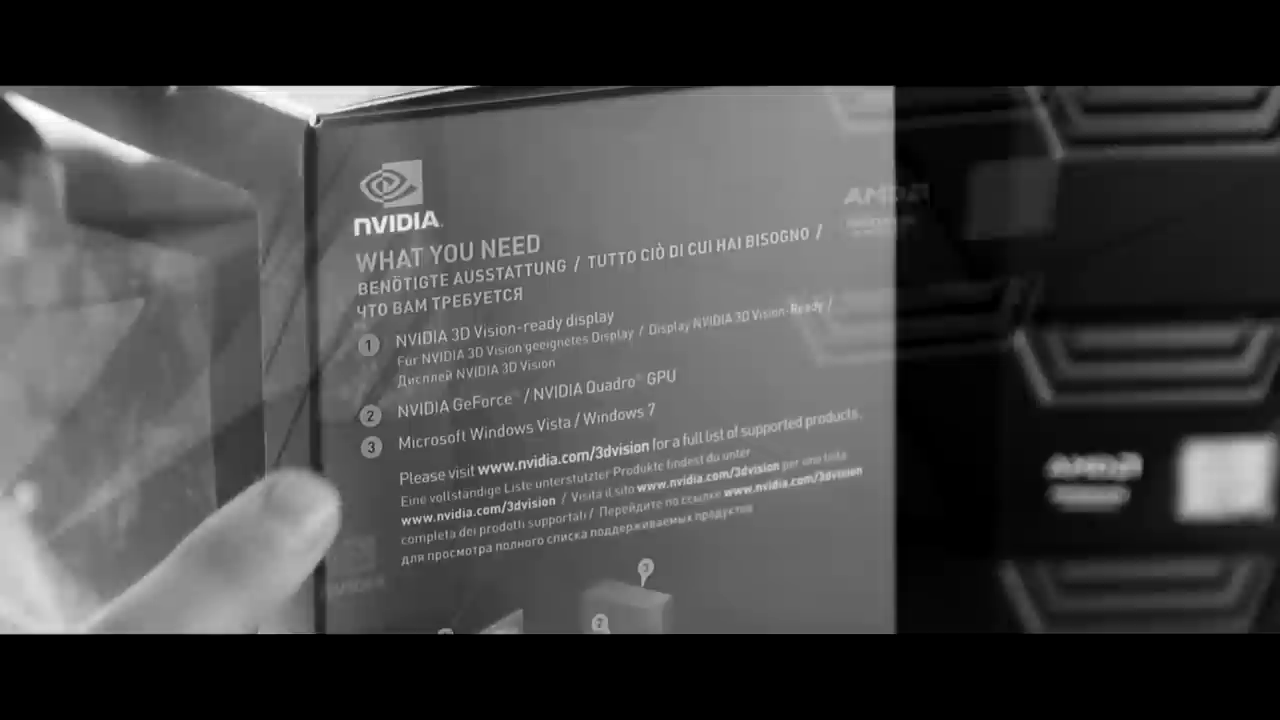 NVIDIA
WHAT YOU NEED
BENÖTIGTE AUSSTATTUNG / TUTTO CIÒ DI CUI HAI BISOGNO /
ЧТО ВАМ ТРЕБУЕТСЯ
1 NVIDIA 3D Vision-ready display
Für NVIDIA 3D Vision geeignetes Display / Display NVIDIA 3D Vision-Ready /
Дисплей NVIDIA 3D Vision
2 NVIDIA GeForce® / NVIDIA Quadro® GPU
3 Microsoft Windows Vista / Windows 7
Please visit www.nvidia.com/3dvision for a full list of supported products.
Eine vollständige Liste unterstützter Produkte findest du unter
www.nvidia.com/3dvision / Visita il sito www.nvidia.com/3dvision per una lista
completa dei prodotti supportati / Перейдите по ссылке www.nvidia.com/3dvision
для просмотра полного списка поддерживаемых продуктов
3
2
AMD
AMD
NVIDIA